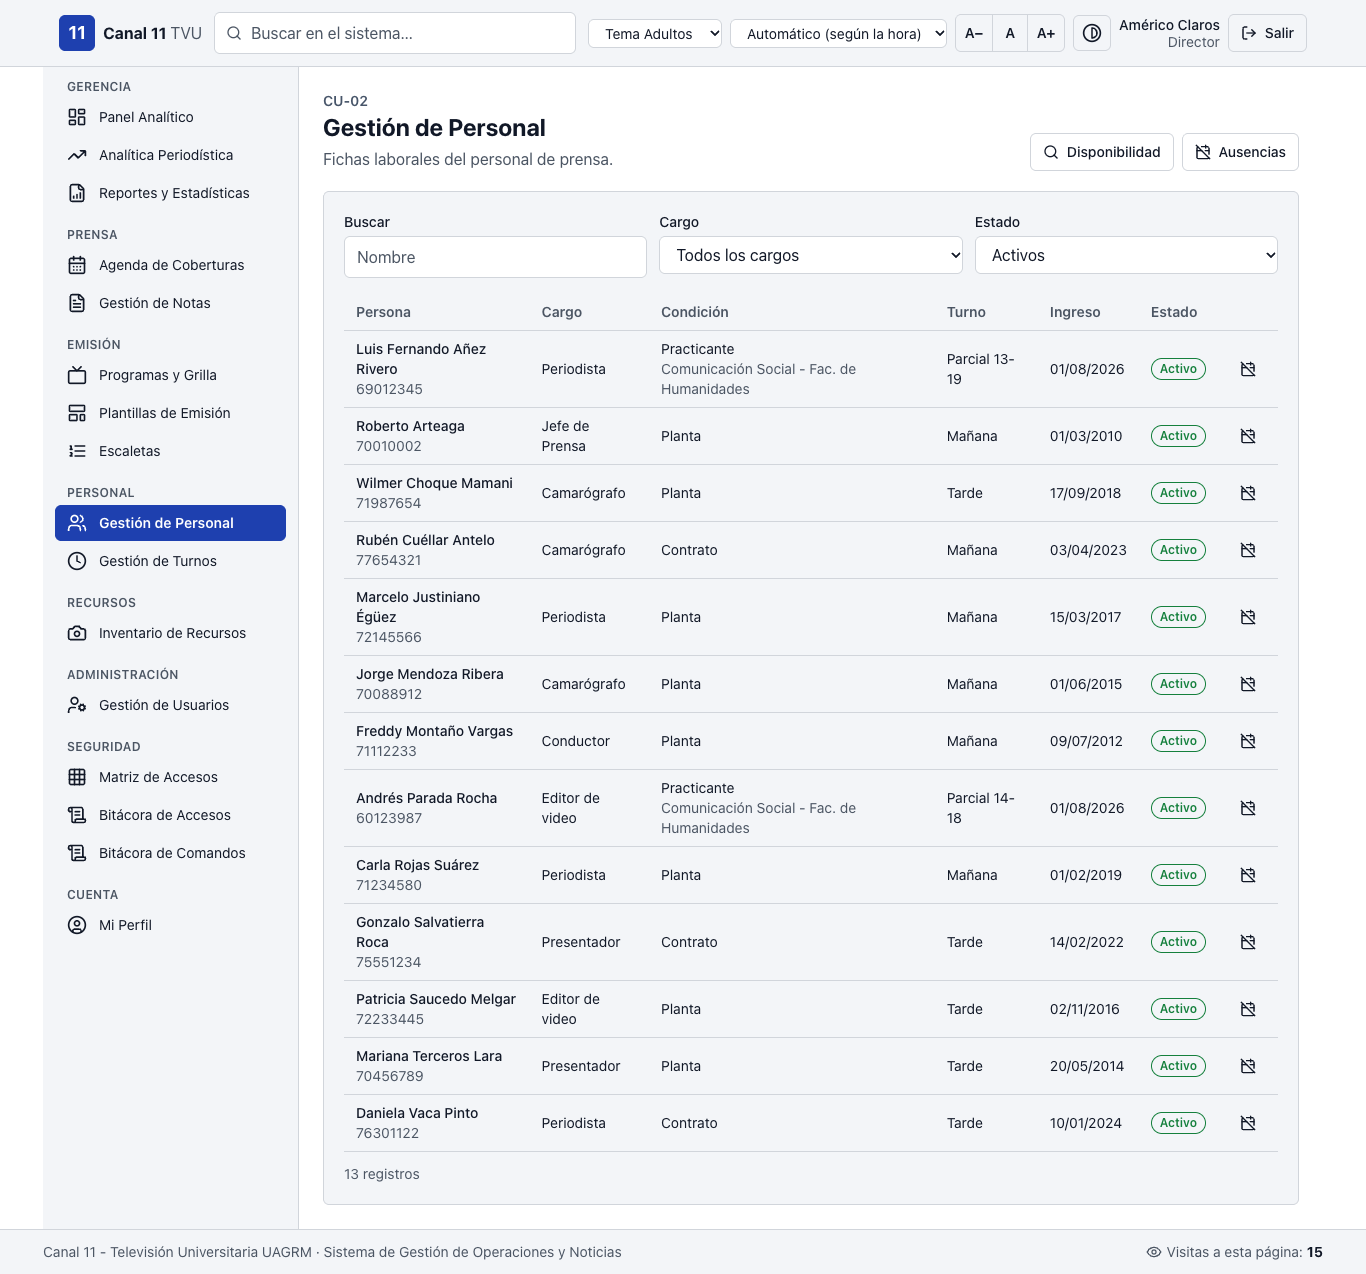 11 Canal 11 TVU
Buscar en el sistema...
Tema Adultos
Automático (según la hora)
A− A A+
Américo Claros
Director
Salir
GERENCIA
Panel Analítico
Analítica Periodística
Reportes y Estadísticas
PRENSA
Agenda de Coberturas
Gestión de Notas
EMISIÓN
Programas y Grilla
Plantillas de Emisión
Escaletas
PERSONAL
Gestión de Personal
Gestión de Turnos
RECURSOS
Inventario de Recursos
ADMINISTRACIÓN
Gestión de Usuarios
SEGURIDAD
Matriz de Accesos
Bitácora de Accesos
Bitácora de Comandos
CUENTA
Mi Perfil
CU-02
Gestión de Personal
Fichas laborales del personal de prensa.
Disponibilidad
Ausencias
Buscar Cargo Estado
Nombre Todos los cargos Activos
Persona Cargo Condición Turno Ingreso Estado
Luis Fernando Añez
Rivero
69012345
Periodista
Practicante
Comunicación Social - Fac. de
Humanidades
Parcial 13-
19
01/08/2026
Activo
Roberto Arteaga
70010002
Jefe de
Prensa
Planta
Mañana
01/03/2010
Activo
Wilmer Choque Mamani
71987654
Camarógrafo
Planta
Tarde
17/09/2018
Activo
Rubén Cuéllar Antelo
77654321
Camarógrafo
Contrato
Mañana
03/04/2023
Activo
Marcelo Justiniano
Égüez
72145566
Periodista
Planta
Mañana
15/03/2017
Activo
Jorge Mendoza Ribera
70088912
Camarógrafo
Planta
Mañana
01/06/2015
Activo
Freddy Montaño Vargas
71112233
Conductor
Planta
Mañana
09/07/2012
Activo
Andrés Parada Rocha
60123987
Editor de
video
Practicante
Comunicación Social - Fac. de
Humanidades
Parcial 14-
18
01/08/2026
Activo
Carla Rojas Suárez
71234580
Periodista
Planta
Mañana
01/02/2019
Activo
Gonzalo Salvatierra
Roca
75551234
Presentador
Contrato
Tarde
14/02/2022
Activo
Patricia Saucedo Melgar
72233445
Editor de
video
Planta
Tarde
02/11/2016
Activo
Mariana Terceros Lara
70456789
Presentador
Planta
Tarde
20/05/2014
Activo
Daniela Vaca Pinto
76301122
Periodista
Contrato
Tarde
10/01/2024
Activo
13 registros
Canal 11 - Televisión Universitaria UAGRM · Sistema de Gestión de Operaciones y Noticias
Visitas a esta página: 15